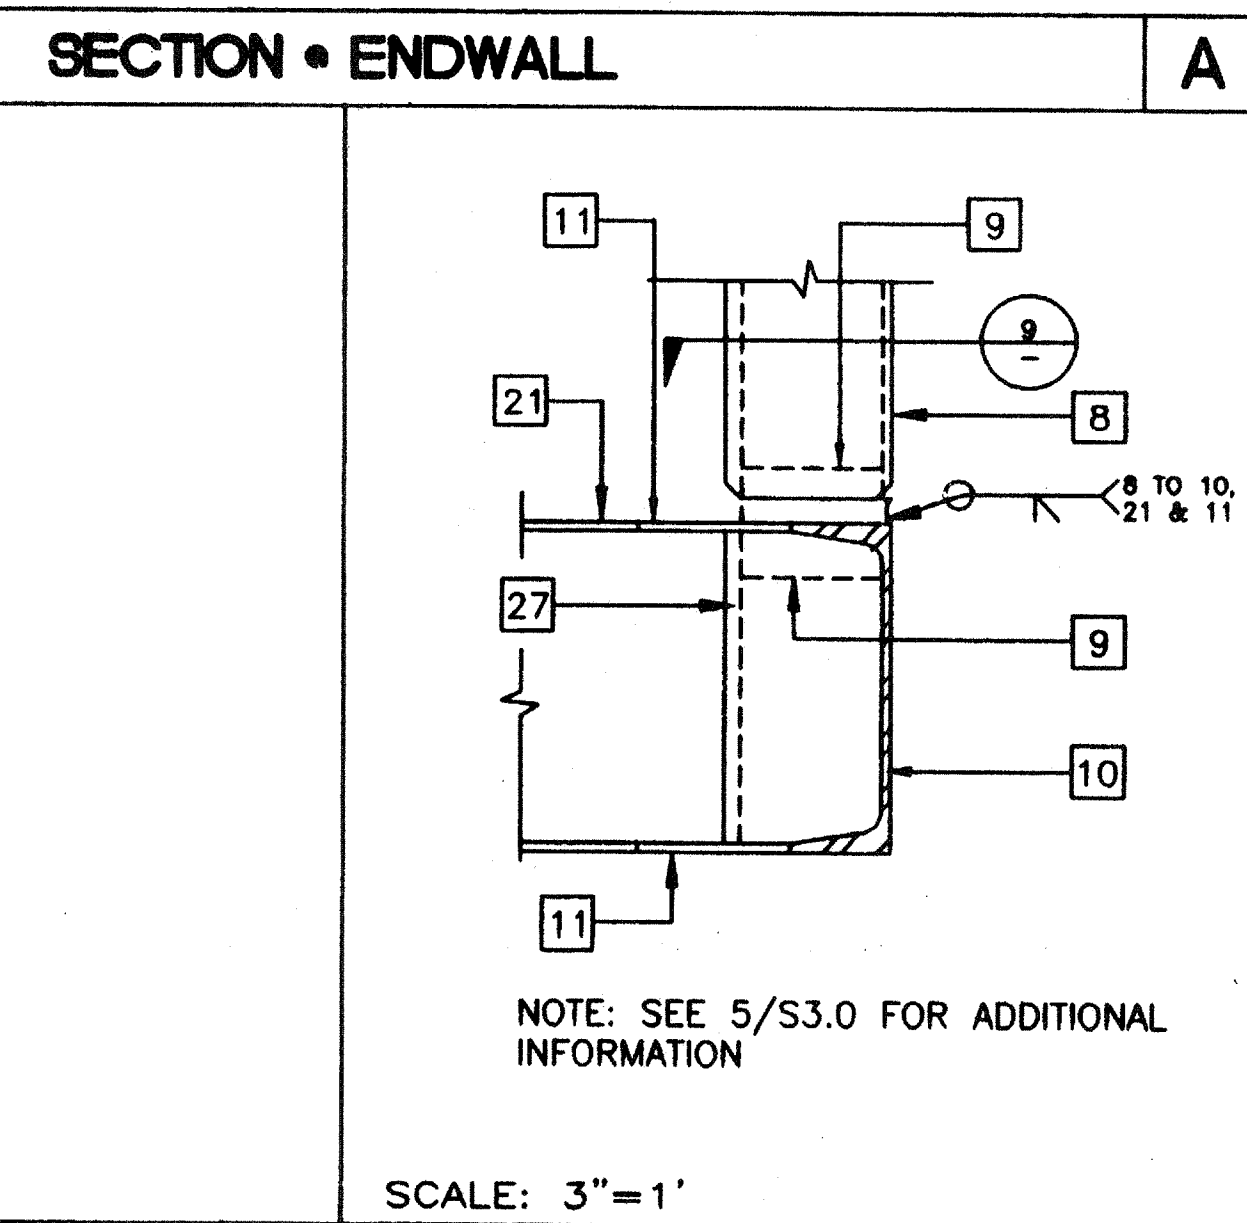 SECTION • ENDWALL
A
11
9
9
–
21
8
8 TO 10,
21 & 11
27
9
10
11
NOTE: SEE 5/S3.0 FOR ADDITIONAL
INFORMATION
SCALE: 3"=1'